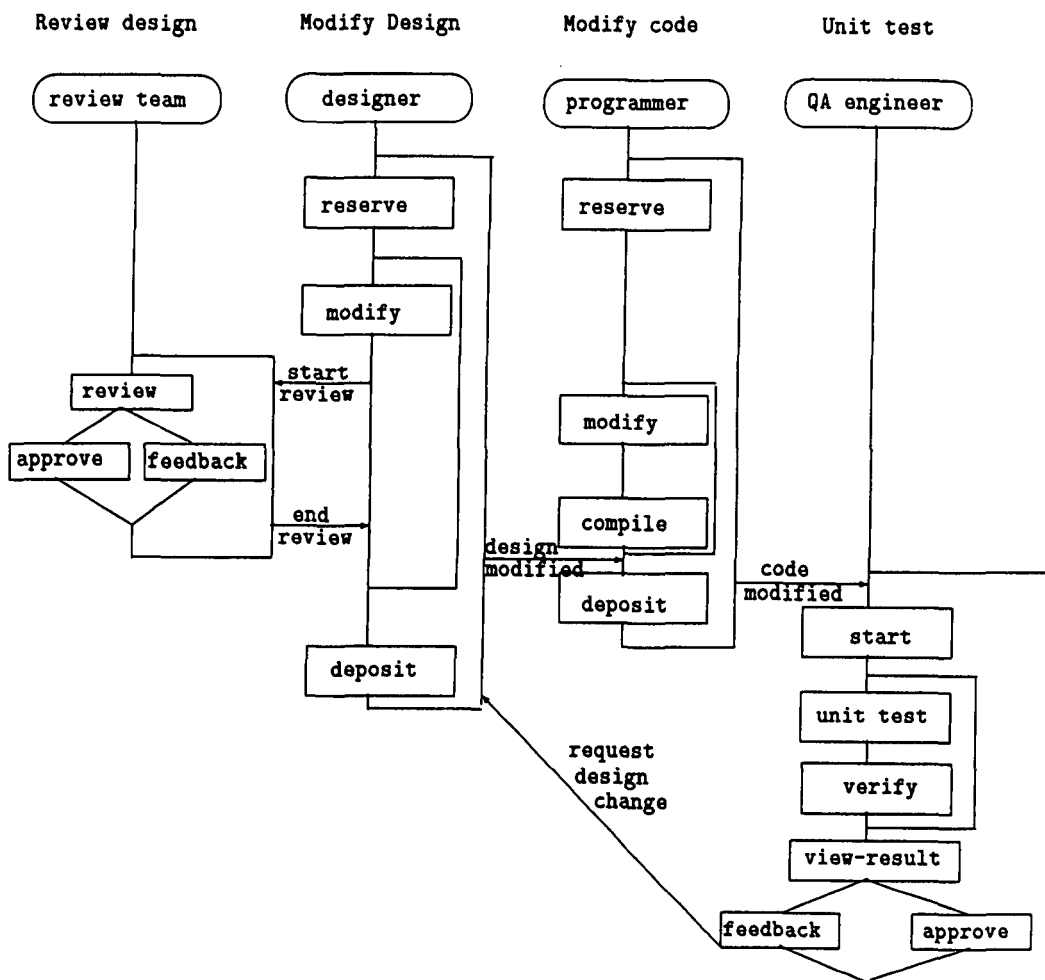 Review design
Modify Design
Modify code
Unit test
review team
designer
programmer
QA engineer
reserve
reserve
modify
start
review
review
modify
approve
feedback
end
review
compile
design
modified
code
modified
deposit
start
deposit
unit test
request
design
change
verify
view-result
feedback
approve